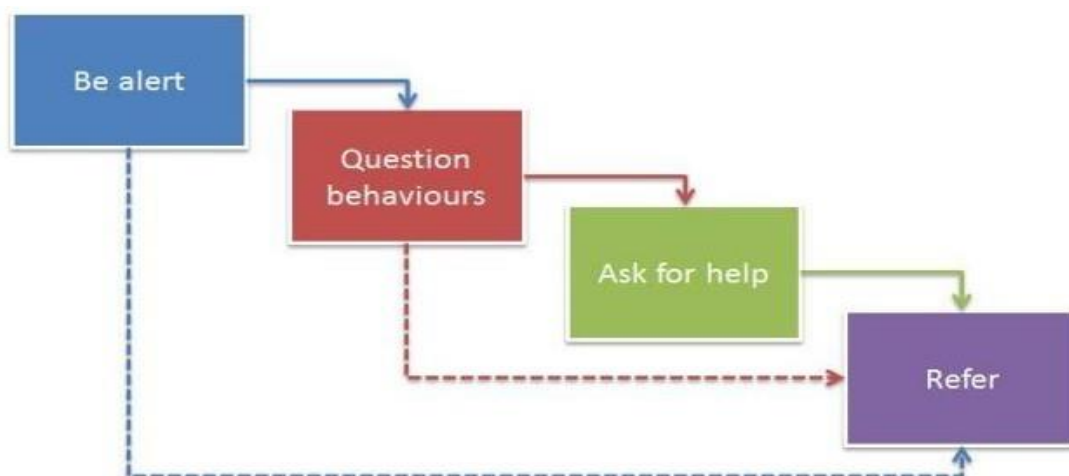 Be alert
Question
behaviours
Ask for help
Refer